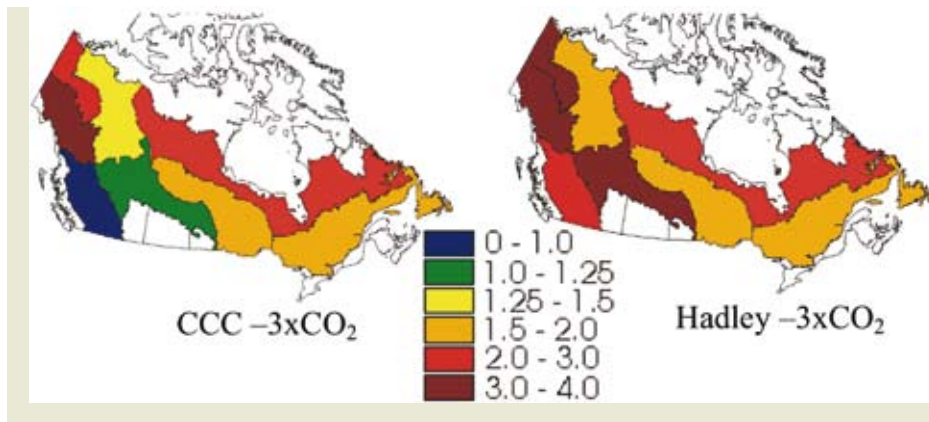 0 - 1.0
1.0 - 1.25
1.25 - 1.5
1.5 - 2.0
2.0 - 3.0
3.0 - 4.0
CCC –3xCO₂
Hadley –3xCO₂